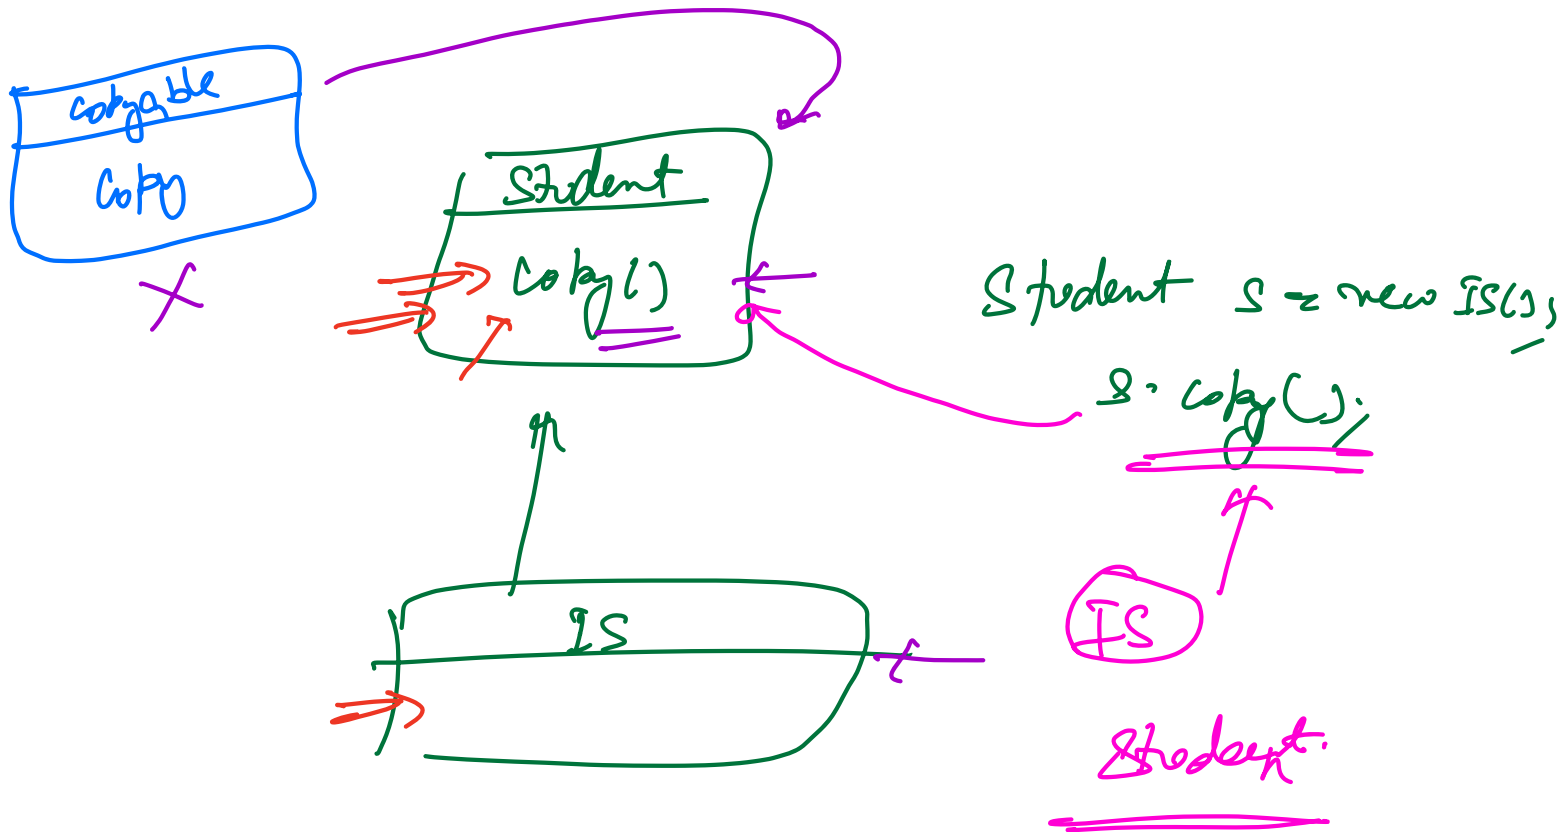 copyable
copy
Student
copy()
Student S = new IS();
S. copy();
IS
IS
Student.